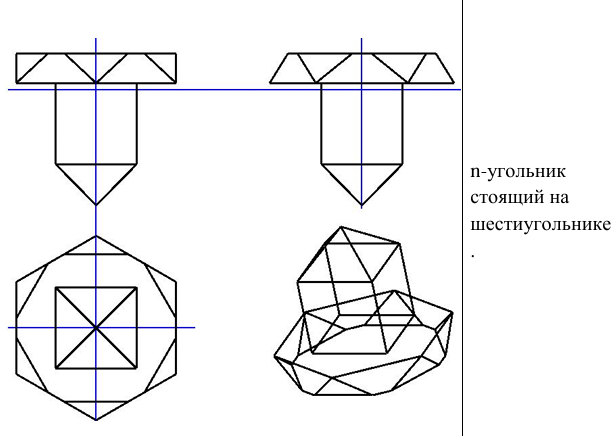 n-угольник
стоящий на
шестиугольнике
.